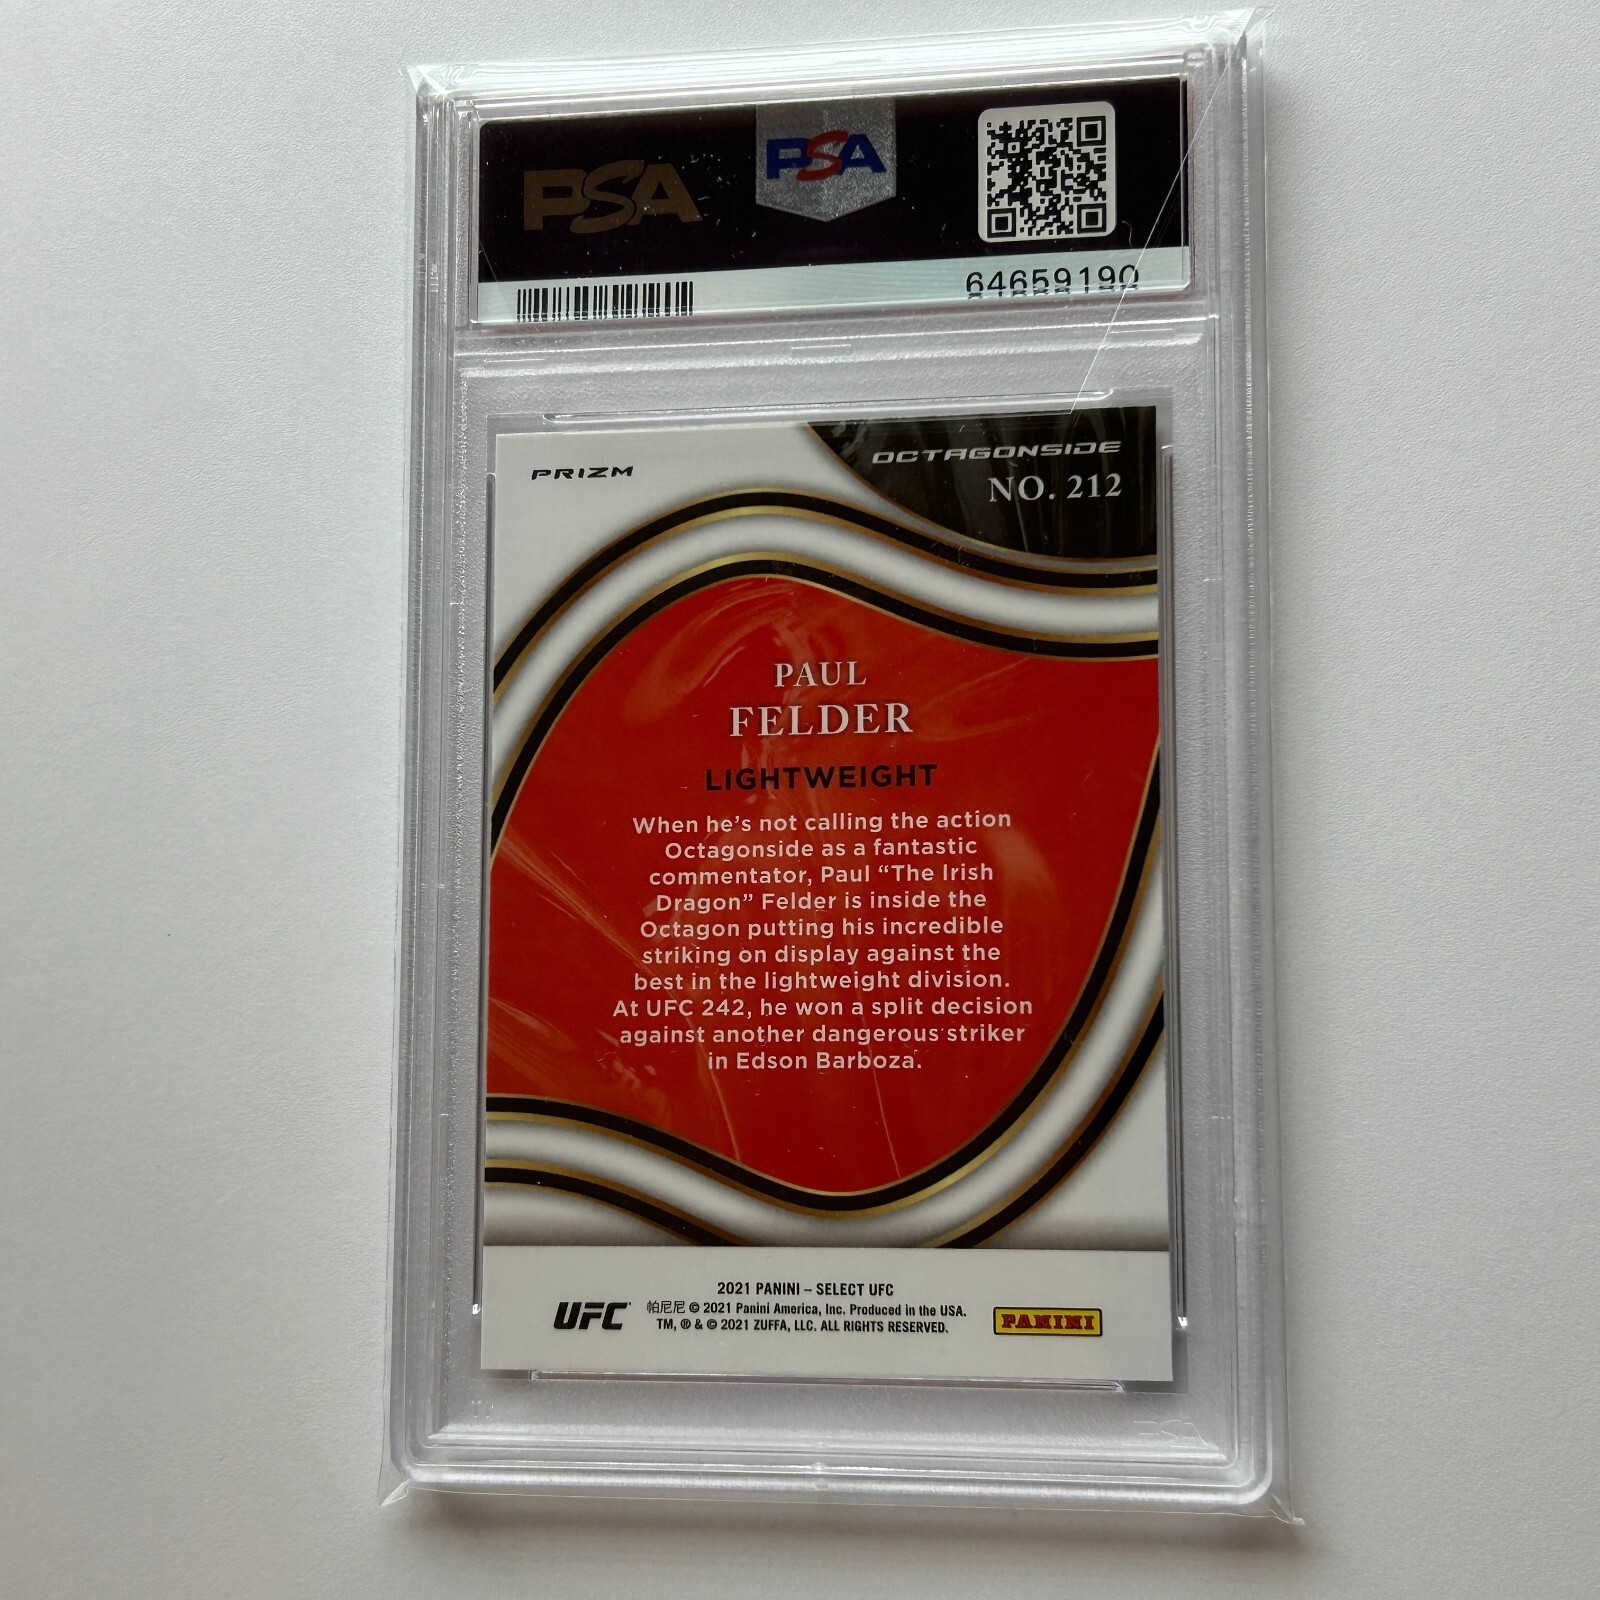 PSA
PSA
64659190
PRIZM
OCTAGONSIDE
NO. 212
PAUL
FELDER
LIGHTWEIGHT
When he's not calling the action
Octagonside as a fantastic
commentator, Paul “The Irish
Dragon” Felder is inside the
Octagon putting his incredible
striking on display against the
best in the lightweight division.
At UFC 242, he won a split decision
against another dangerous striker
in Edson Barboza.
2021 PANINI – SELECT UFC
UFC
帕尼尼 © 2021 Panini America, Inc. Produced in the USA.
TM, ® & © 2021 ZUFFA, LLC. ALL RIGHTS RESERVED.
PANINI
PSA